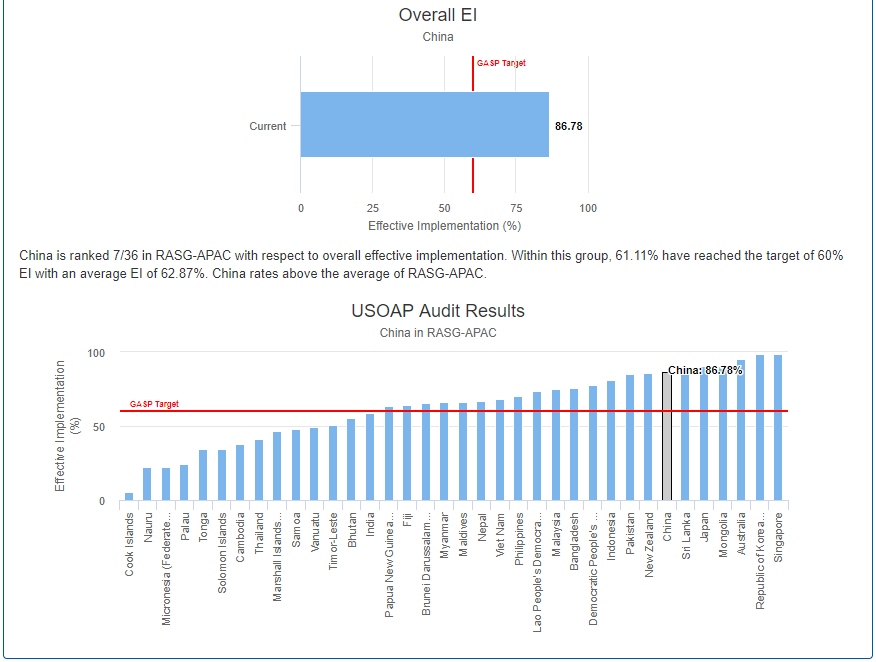 Overall EI
China
GASP Target
Current
86.78
0
25
50
75
100
Effective Implementation (%)
China is ranked 7/36 in RASG-APAC with respect to overall effective implementation. Within this group, 61.11% have reached the target of 60%
EI with an average EI of 62.87%. China rates above the average of RASG-APAC.
USOAP Audit Results
China in RASG-APAC
Effective Implementation
(%)
100
50
0
GASP Target
China: 86.78%
Cook Islands
Nauru
Micronesia (Federate...
Palau
Tonga
Solomon Islands
Cambodia
Thailand
Marshall Islands...
Samoa
Vanuatu
Timor-Leste
Bhutan
India
Papua New Guinea...
Fiji
Brunei Darussalam...
Myanmar
Maldives
Nepal
Viet Nam
Philippines
Lao People's Democra...
Malaysia
Bangladesh
Democratic People's ...
Indonesia
Pakistan
New Zealand
China
Sri Lanka
Japan
Mongolia
Australia
Republic of Korea...
Singapore